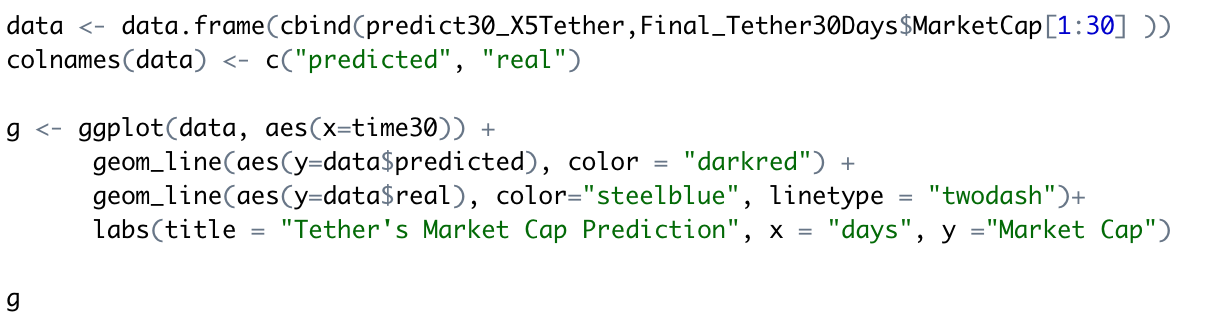 data <- data.frame(cbind(predict30_X5Tether,Final_Tether30Days$MarketCap[1:30] ))
colnames(data) <- c("predicted", "real")

g <- ggplot(data, aes(x=time30)) +
      geom_line(aes(y=data$predicted), color = "darkred") +
      geom_line(aes(y=data$real), color="steelblue", linetype = "twodash")+
      labs(title = "Tether's Market Cap Prediction", x = "days", y ="Market Cap")

g